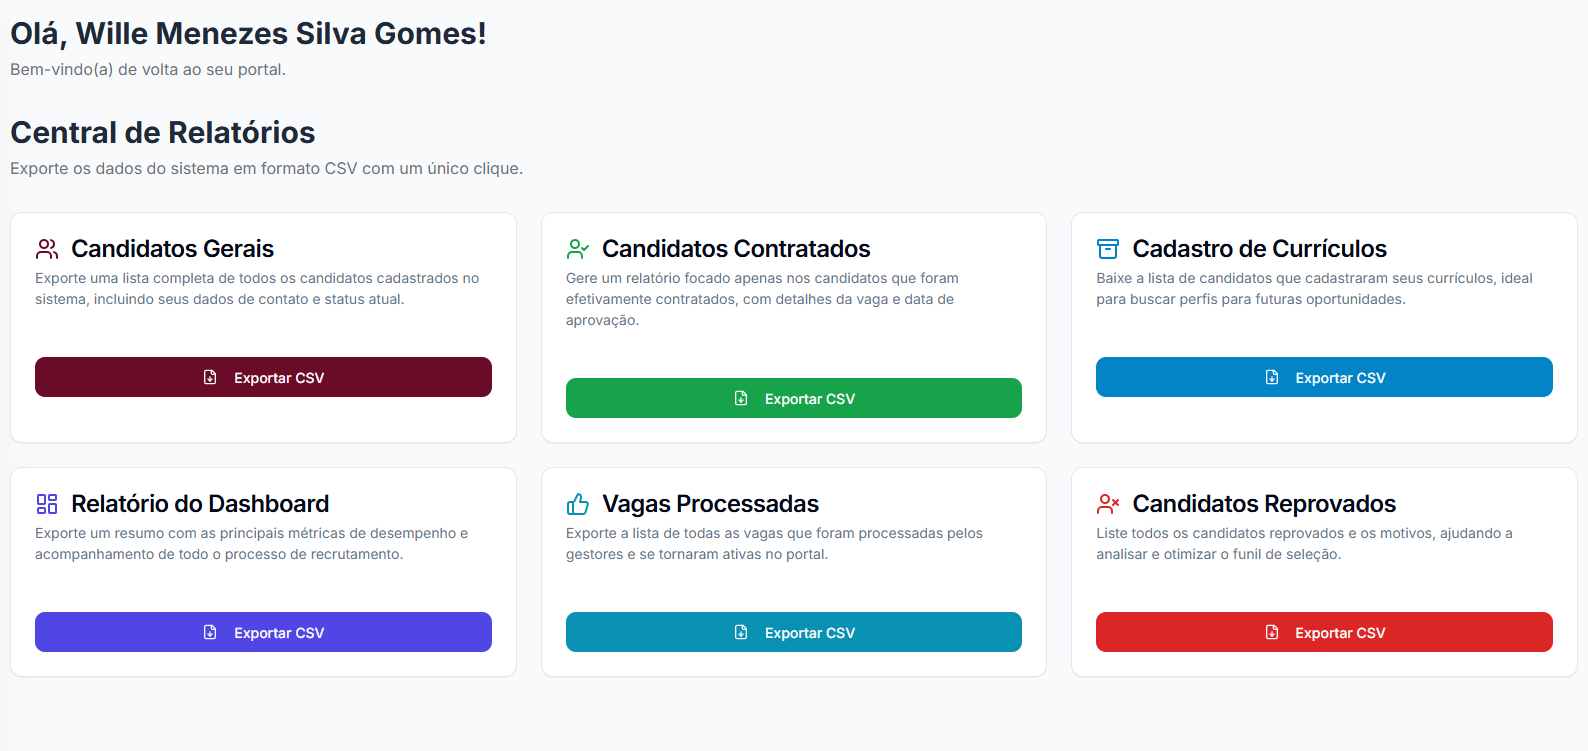 Olá, Wille Menezes Silva Gomes!
Bem-vindo(a) de volta ao seu portal.
Central de Relatórios
Exporte os dados do sistema em formato CSV com um único clique.
Candidatos Gerais
Exporte uma lista completa de todos os candidatos cadastrados no
sistema, incluindo seus dados de contato e status atual.
Exportar CSV
Candidatos Contratados
Gere um relatório focado apenas nos candidatos que foram
efetivamente contratados, com detalhes da vaga e data de
aprovação.
Exportar CSV
Cadastro de Currículos
Baixe a lista de candidatos que cadastraram seus currículos, ideal
para buscar perfis para futuras oportunidades.
Exportar CSV
Relatório do Dashboard
Exporte um resumo com as principais métricas de desempenho e
acompanhamento de todo o processo de recrutamento.
Exportar CSV
Vagas Processadas
Exporte a lista de todas as vagas que foram processadas pelos
gestores e se tornaram ativas no portal.
Exportar CSV
Candidatos Reprovados
Liste todos os candidatos reprovados e os motivos, ajudando a
analisar e otimizar o funil de seleção.
Exportar CSV